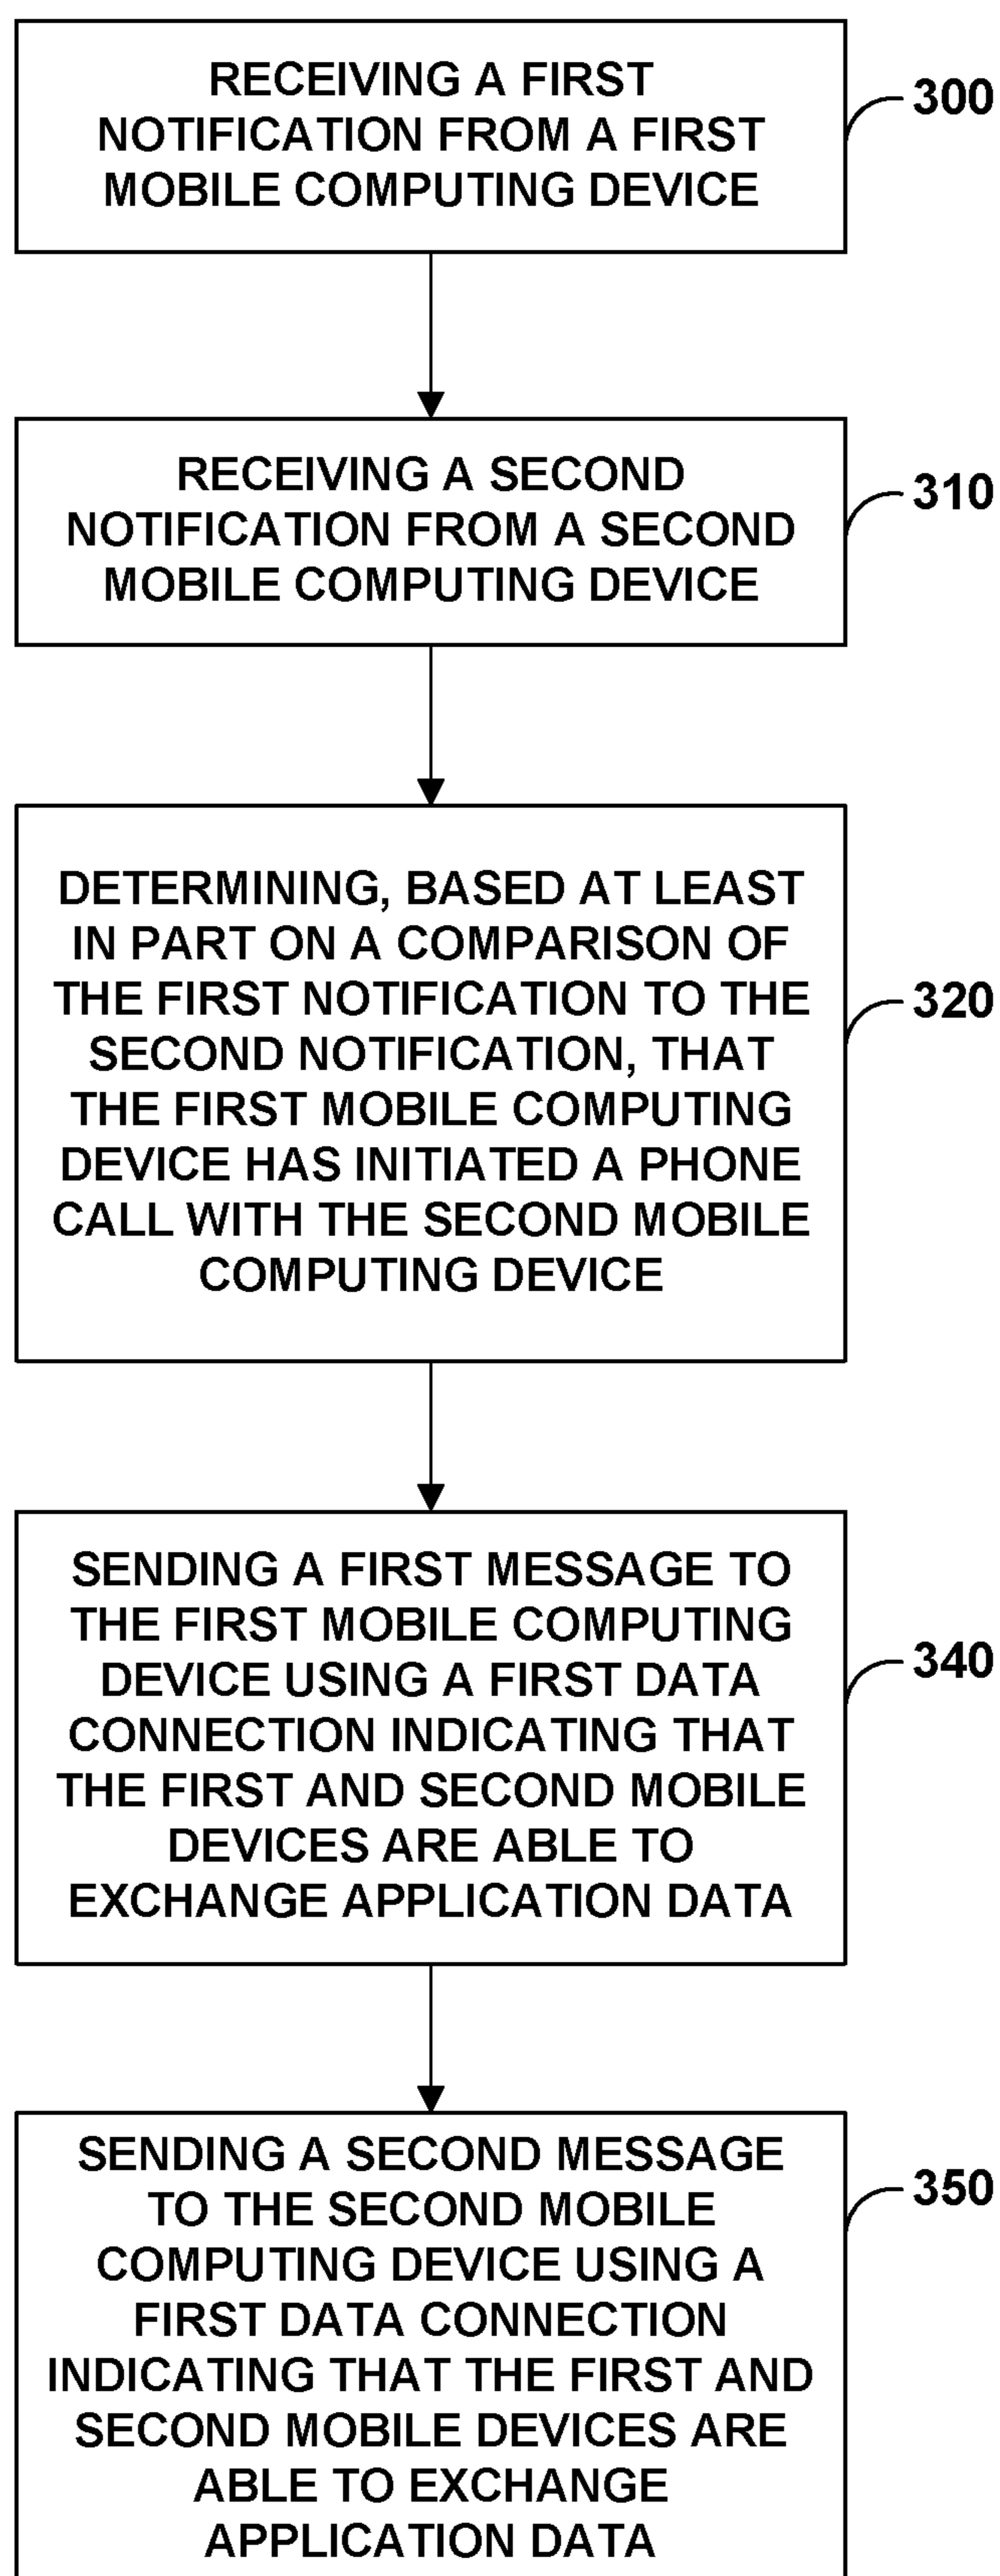 RECEIVING A FIRST
NOTIFICATION FROM A FIRST
MOBILE COMPUTING DEVICE
300
RECEIVING A SECOND
NOTIFICATION FROM A SECOND
MOBILE COMPUTING DEVICE
310
DETERMINING, BASED AT LEAST
IN PART ON A COMPARISON OF
THE FIRST NOTIFICATION TO THE
SECOND NOTIFICATION, THAT
THE FIRST MOBILE COMPUTING
DEVICE HAS INITIATED A PHONE
CALL WITH THE SECOND MOBILE
COMPUTING DEVICE
320
SENDING A FIRST MESSAGE TO
THE FIRST MOBILE COMPUTING
DEVICE USING A FIRST DATA
CONNECTION INDICATING THAT
THE FIRST AND SECOND MOBILE
DEVICES ARE ABLE TO
EXCHANGE APPLICATION DATA
340
SENDING A SECOND MESSAGE
TO THE SECOND MOBILE
COMPUTING DEVICE USING A
FIRST DATA CONNECTION
INDICATING THAT THE FIRST AND
SECOND MOBILE DEVICES ARE
ABLE TO EXCHANGE
APPLICATION DATA
350